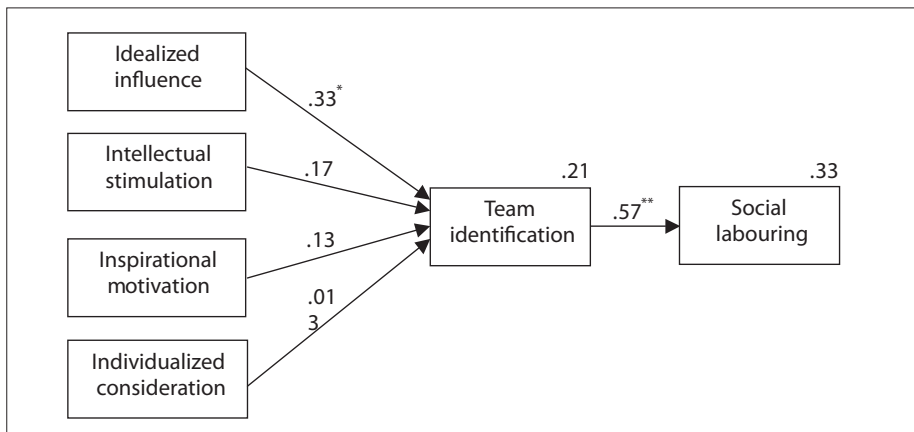 Idealized
influence
.33*
Intellectual
stimulation
.17
.21
.33
Team
identification
.57**
Social
labouring
Inspirational
motivation
.13
.01
3
Individualized
consideration